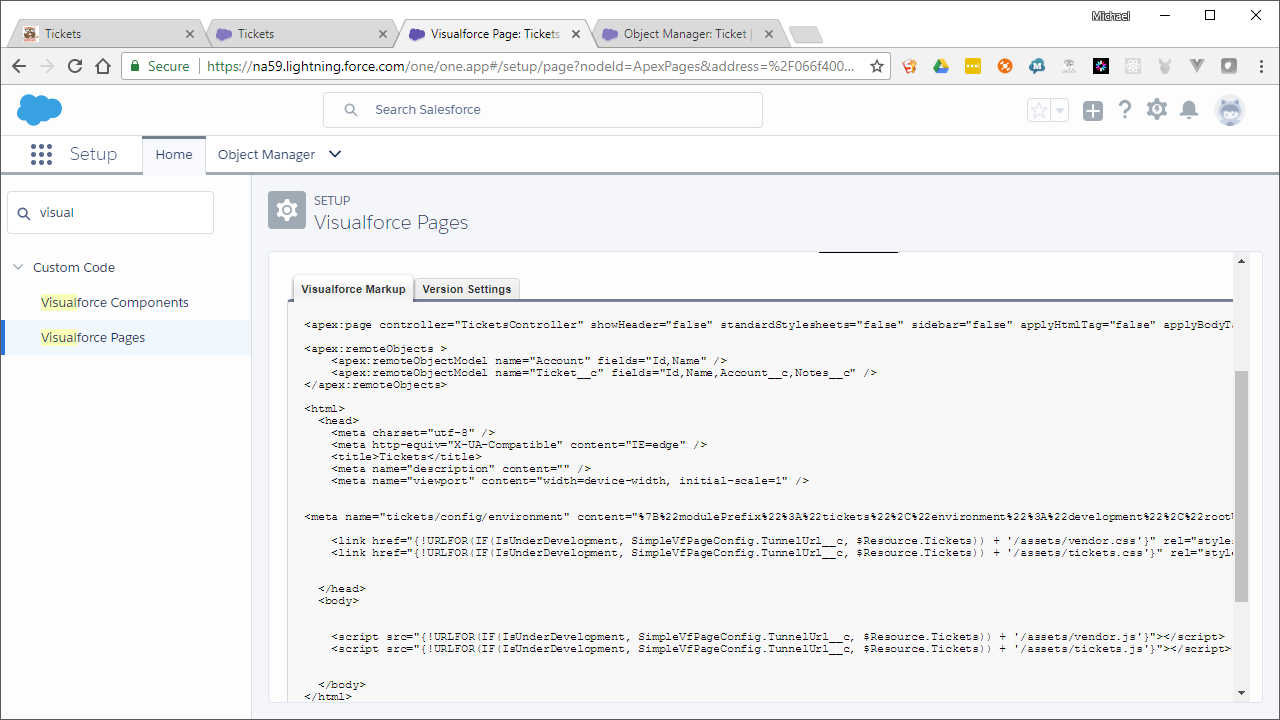 Michael
Tickets
Tickets
Visualforce Page: Tickets
Object Manager: Ticket
Secure
https://na59.lightning.force.com/one/one.app#/setup/page?nodeId=ApexPages&address=%2F066f400...
Search Salesforce
Setup
Home
Object Manager
visual
Custom Code
Visualforce Components
Visualforce Pages
SETUP
Visualforce Pages
Visualforce Markup
Version Settings
<apex:page controller="TicketsController" showHeader="false" standardStylesheets="false" sidebar="false" applyHtmlTag="false" applyBodyTa
<apex:remoteObjects >
<apex:remoteObjectModel name="Account" fields="Id,Name" />
<apex:remoteObjectModel name="Ticket__c" fields="Id,Name,Account__c,Notes__c" />
</apex:remoteObjects>
<html>
<head>
<meta charset="utf-8" />
<meta http-equiv="X-UA-Compatible" content="IE=edge" />
<title>Tickets</title>
<meta name="description" content="" />
<meta name="viewport" content="width=device-width, initial-scale=1" />
<meta name="tickets/config/environment" content="%7B%22modulePrefix%22%3A%22tickets%22%2C%22environment%22%3A%22development%22%2C%22root
<link href="{!URLFOR(IF(IsUnderDevelopment, SimpleVfPageConfig.TunnelUrl__c, $Resource.Tickets)) + '/assets/vendor.css'}" rel="styles
<link href="{!URLFOR(IF(IsUnderDevelopment, SimpleVfPageConfig.TunnelUrl__c, $Resource.Tickets)) + '/assets/tickets.css'}" rel="style
</head>
<body>
<script src="{!URLFOR(IF(IsUnderDevelopment, SimpleVfPageConfig.TunnelUrl__c, $Resource.Tickets)) + '/assets/vendor.js'}"></script>
<script src="{!URLFOR(IF(IsUnderDevelopment, SimpleVfPageConfig.TunnelUrl__c, $Resource.Tickets)) + '/assets/tickets.js'}"></script>
</body>
</html>